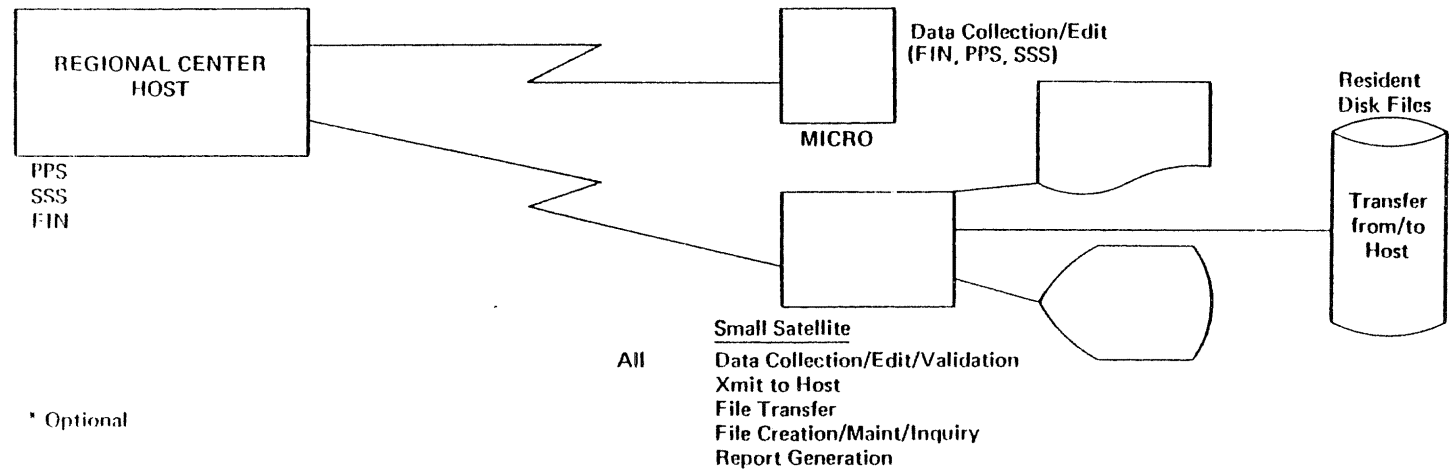 REGIONAL CENTER
HOST
PPS
SSS
FIN
Data Collection/Edit
(FIN, PPS, SSS)
MICRO
Resident
Disk Files
Transfer
from/to
Host
Small Satellite
All Data Collection/Edit/Validation
Xmit to Host
File Transfer
File Creation/Maint/Inquiry
Report Generation
* Optional